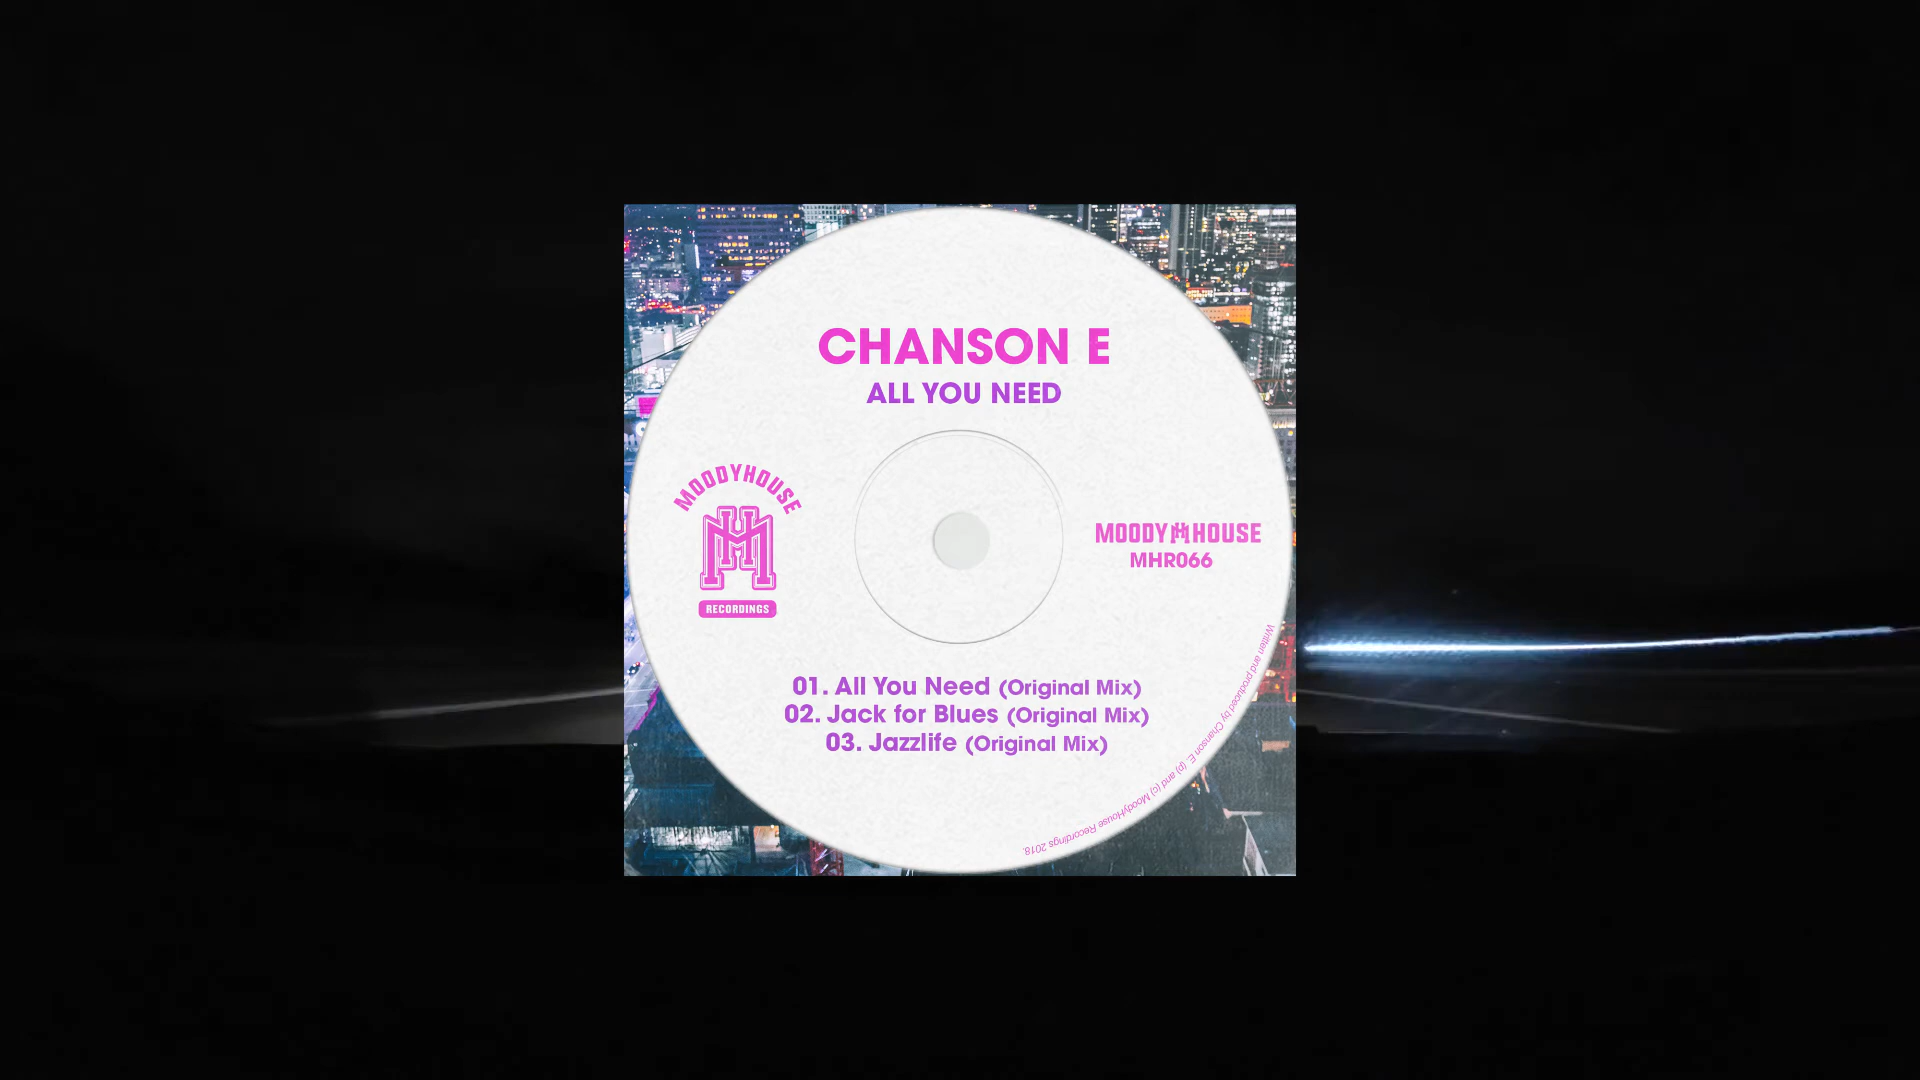 CHANSON E
ALL YOU NEED
MOODYHOUSE
RECORDINGS
MOODY HOUSE
MHR066
01. All You Need (Original Mix)
02. Jack for Blues (Original Mix)
03. Jazzlife (Original Mix)
Written and produced by Chanson E. (p) and (c) MoodyHouse Recordings 2018.